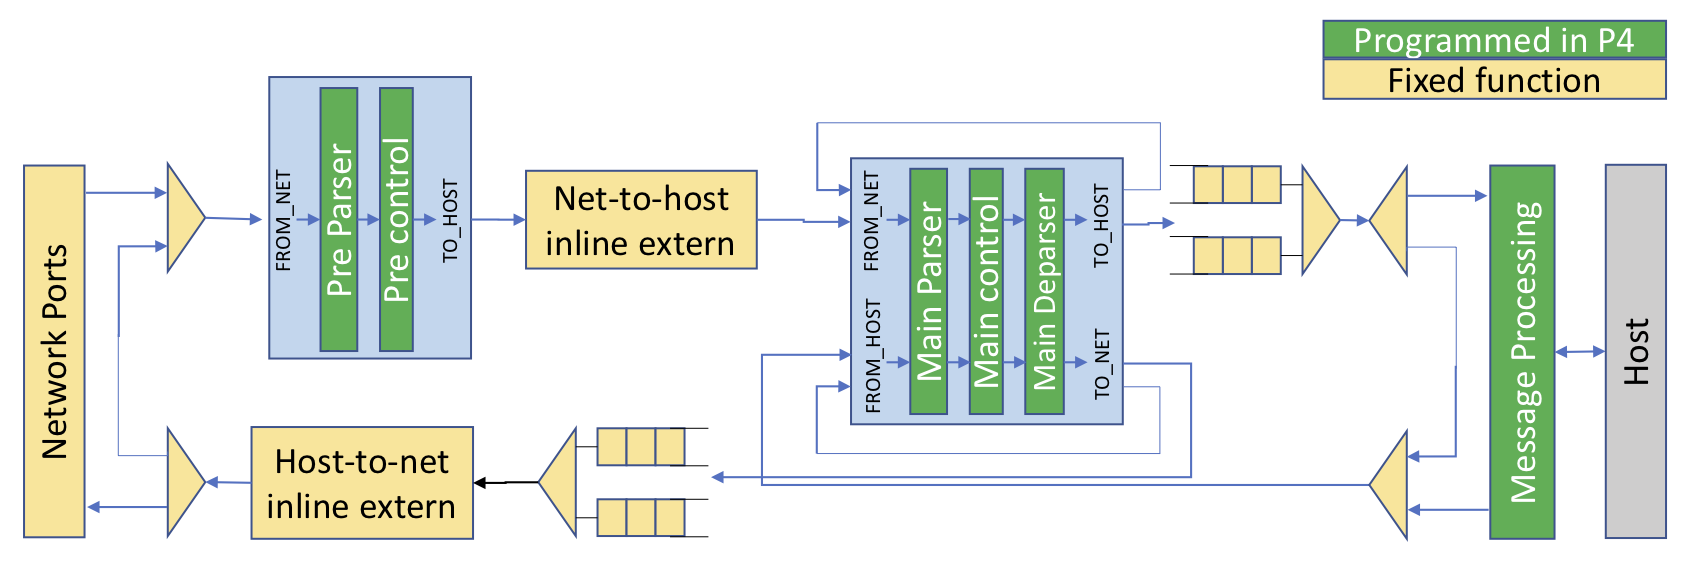 Programmed in P4
Fixed function
Network Ports
FROM_NET
Pre Parser
Pre control
TO_HOST
Net-to-host
inline extern
FROM_NET
FROM_HOST
Main Parser
Main control
Main Deparser
TO_HOST
TO_NET
Message Processing
Host
Host-to-net
inline extern